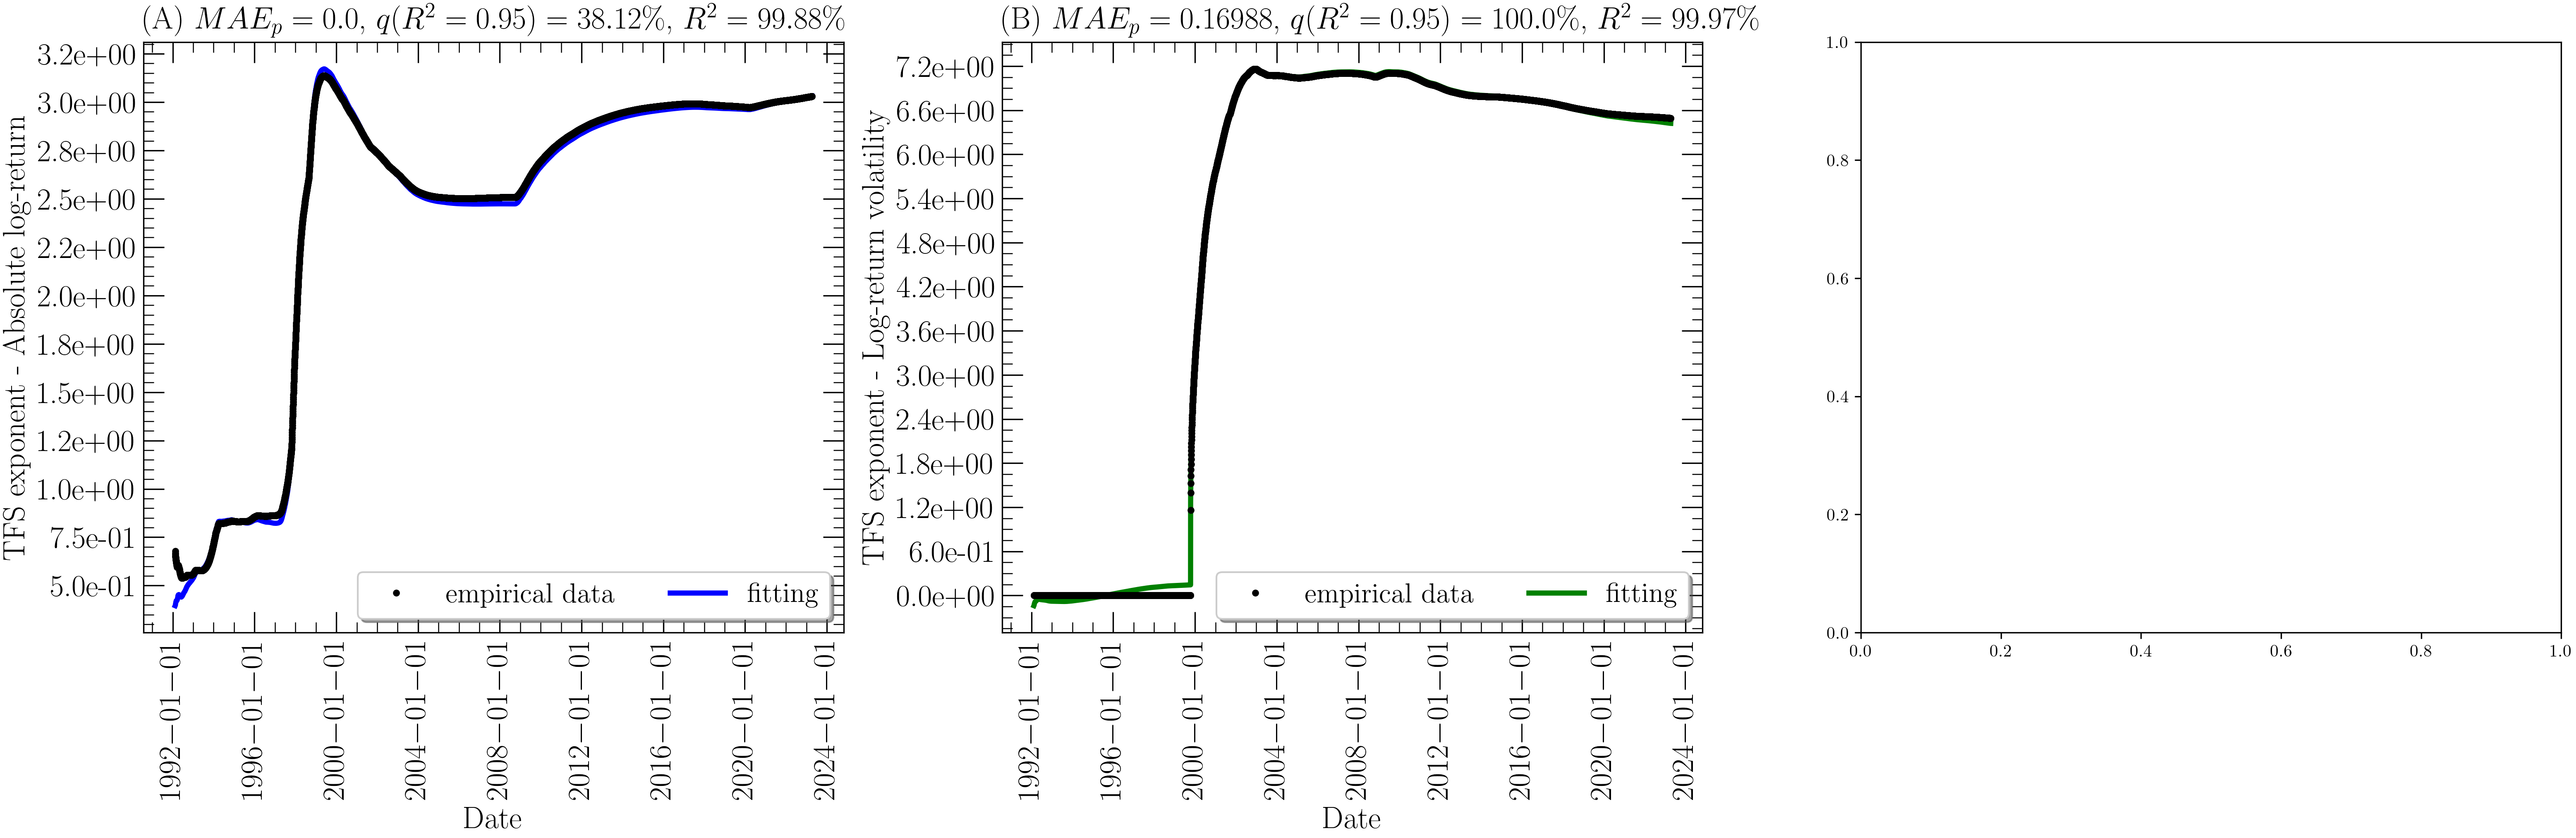 (A) MAE_p = 0.0, q(R^2 = 0.95) = 38.12%, R^2 = 99.88%
TFS exponent - Absolute log-return
3.2e+00
3.0e+00
2.8e+00
2.5e+00
2.2e+00
2.0e+00
1.8e+00
1.5e+00
1.2e+00
1.0e+00
7.5e-01
5.0e-01
empirical data
fitting
1992−01−01
1996−01−01
2000−01−01
2004−01−01
2008−01−01
2012−01−01
2016−01−01
2020−01−01
2024−01−01
Date
(B) MAE_p = 0.16988, q(R^2 = 0.95) = 100.0%, R^2 = 99.97%
TFS exponent - Log-return volatility
7.2e+00
6.6e+00
6.0e+00
5.4e+00
4.8e+00
4.2e+00
3.6e+00
3.0e+00
2.4e+00
1.8e+00
1.2e+00
6.0e-01
0.0e+00
empirical data
fitting
1992−01−01
1996−01−01
2000−01−01
2004−01−01
2008−01−01
2012−01−01
2016−01−01
2020−01−01
2024−01−01
Date
1.0
0.8
0.6
0.4
0.2
0.0
0.0
0.2
0.4
0.6
0.8
1.0